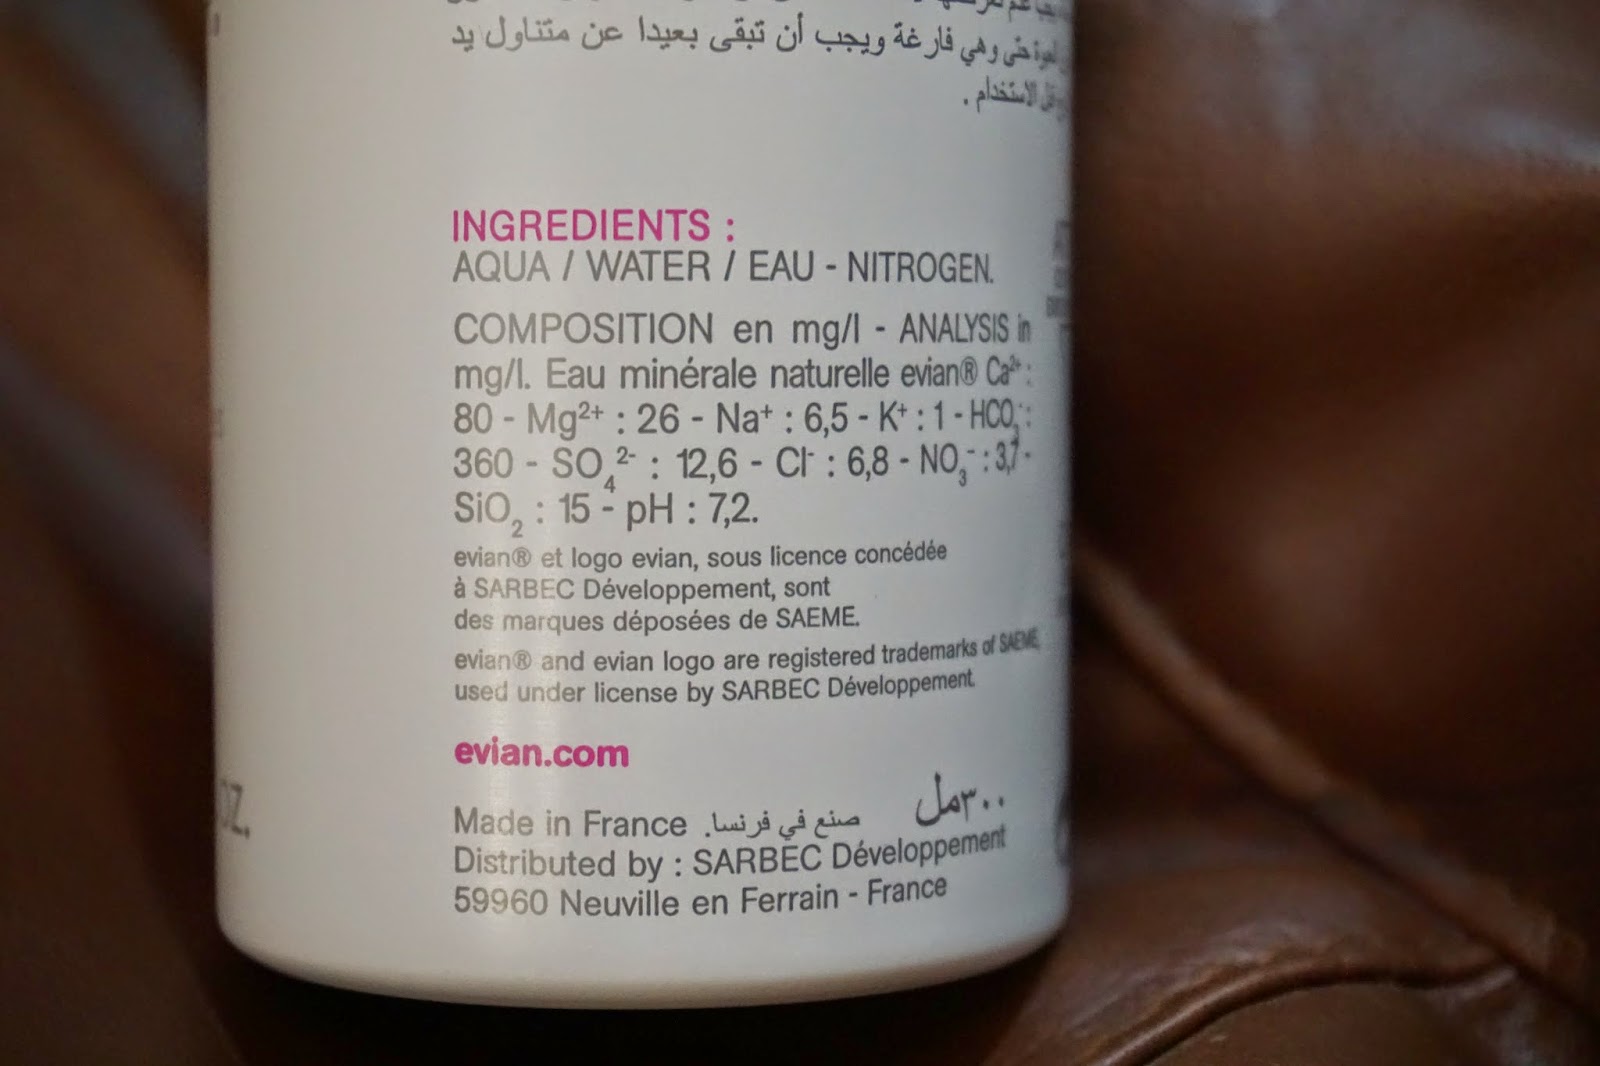 فارغة ويجب أن تبقى بعيدا عن متناول يد
الاستخدام .
INGREDIENTS :
AQUA / WATER / EAU - NITROGEN.
COMPOSITION en mg/l - ANALYSIS in
mg/l. Eau minérale naturelle evian® Ca²⁺ :
80 - Mg²⁺ : 26 - Na⁺ : 6,5 - K⁺ : 1 - HCO₃⁻ :
360 - SO₄²⁻ : 12,6 - Cl⁻ : 6,8 - NO₃⁻ : 3,7 -
SiO₂ : 15 - pH : 7,2.
evian® et logo evian, sous licence concédée
à SARBEC Développement, sont
des marques déposées de SAEME.
evian® and evian logo are registered trademarks of SAEME,
used under license by SARBEC Développement.
evian.com
OZ.
٣٠٠مل
Made in France صنع في فرنسا.
Distributed by : SARBEC Développement
59960 Neuville en Ferrain - France